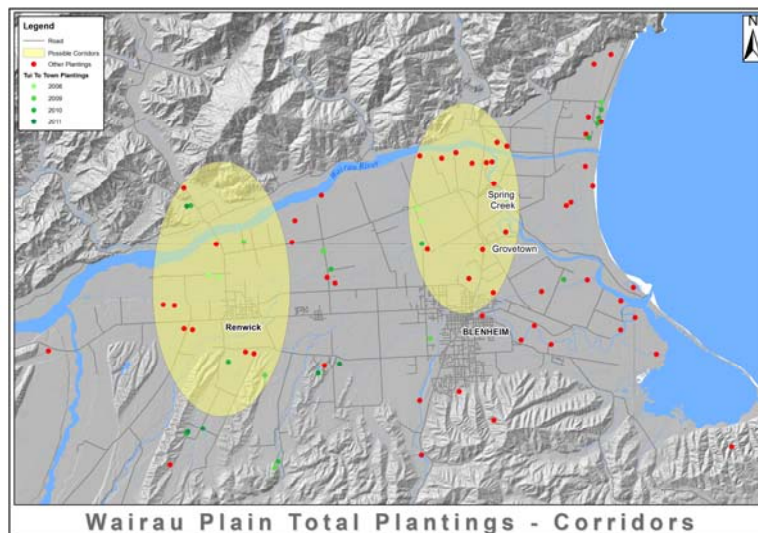 Legend
Road
Possible Corridors
Other Plantings
Tui To Town Plantings
2008
2009
2010
2011
N
Wairau River
Spring
Creek
Grovetown
Renwick
BLENHEIM
Wairau Plain Total Plantings - Corridors